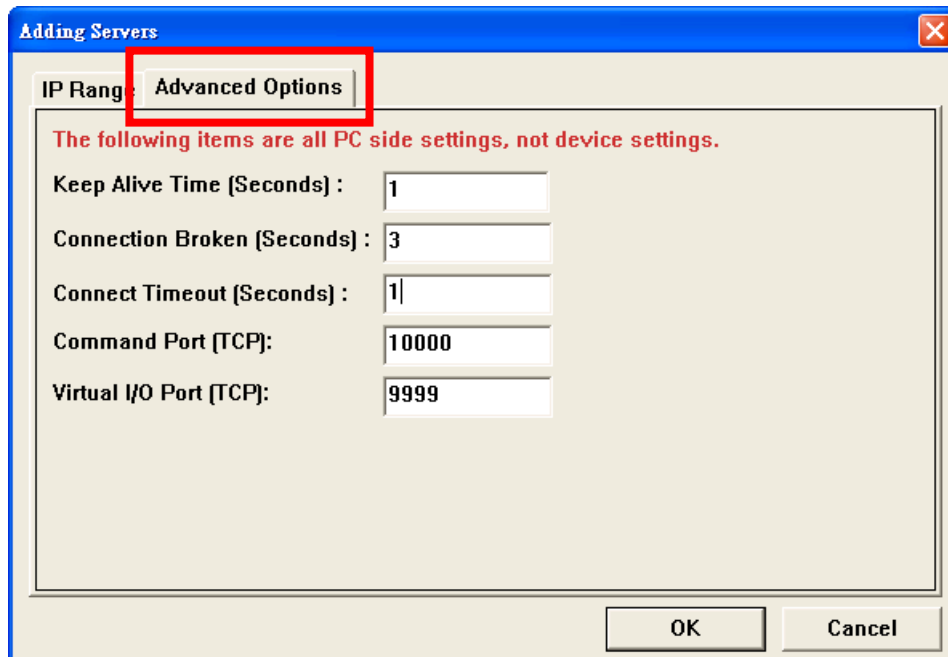 Adding Servers
IP Range Advanced Options
The following items are all PC side settings, not device settings.
Keep Alive Time (Seconds) : 1
Connection Broken (Seconds) : 3
Connect Timeout (Seconds) : 1
Command Port (TCP): 10000
Virtual I/O Port (TCP): 9999
OK Cancel